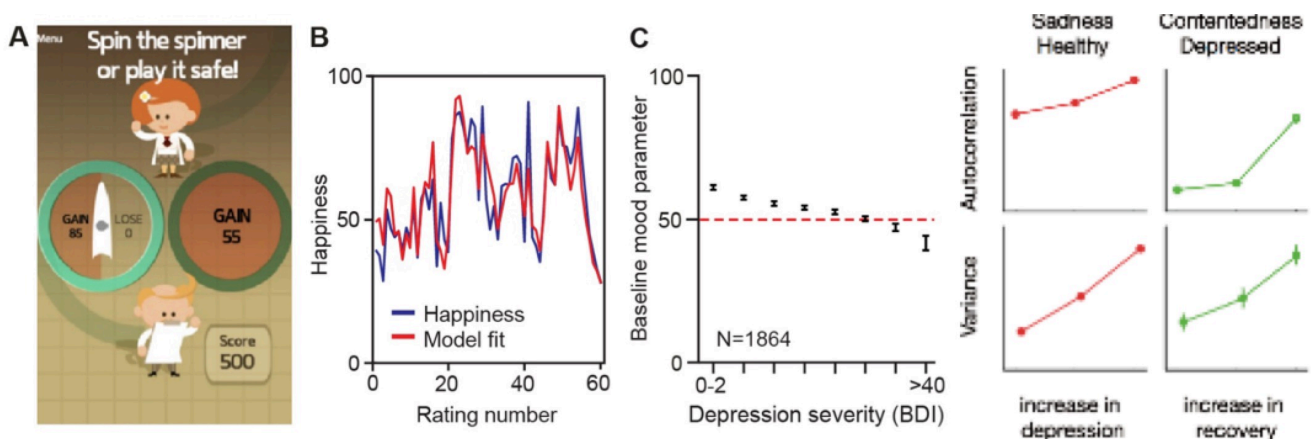 A
Menu
Spin the spinner
or play it safe!
GAIN
85
LOSE
0
GAIN
55
Score
500
B
100
50
0
Happiness
Happiness
Model fit
0
20
40
60
Rating number
C
100
50
0
Baseline mood parameter
N=1864
0-2
>40
Depression severity (BDI)
Sadness
Healthy
Contentedness
Depressed
Autocorrelation
Variance
increase in
depression
increase in
recovery